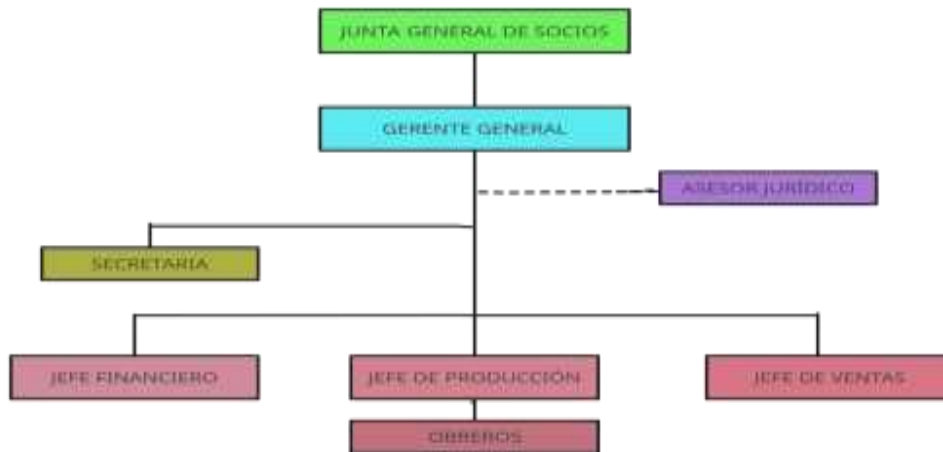 JUNTA GENERAL DE SOCIOS
GERENTE GENERAL
ASESOR JURÍDICO
SECRETARIA
JEFE FINANCIERO
JEFE DE PRODUCCIÓN
JEFE DE VENTAS
OBREROS